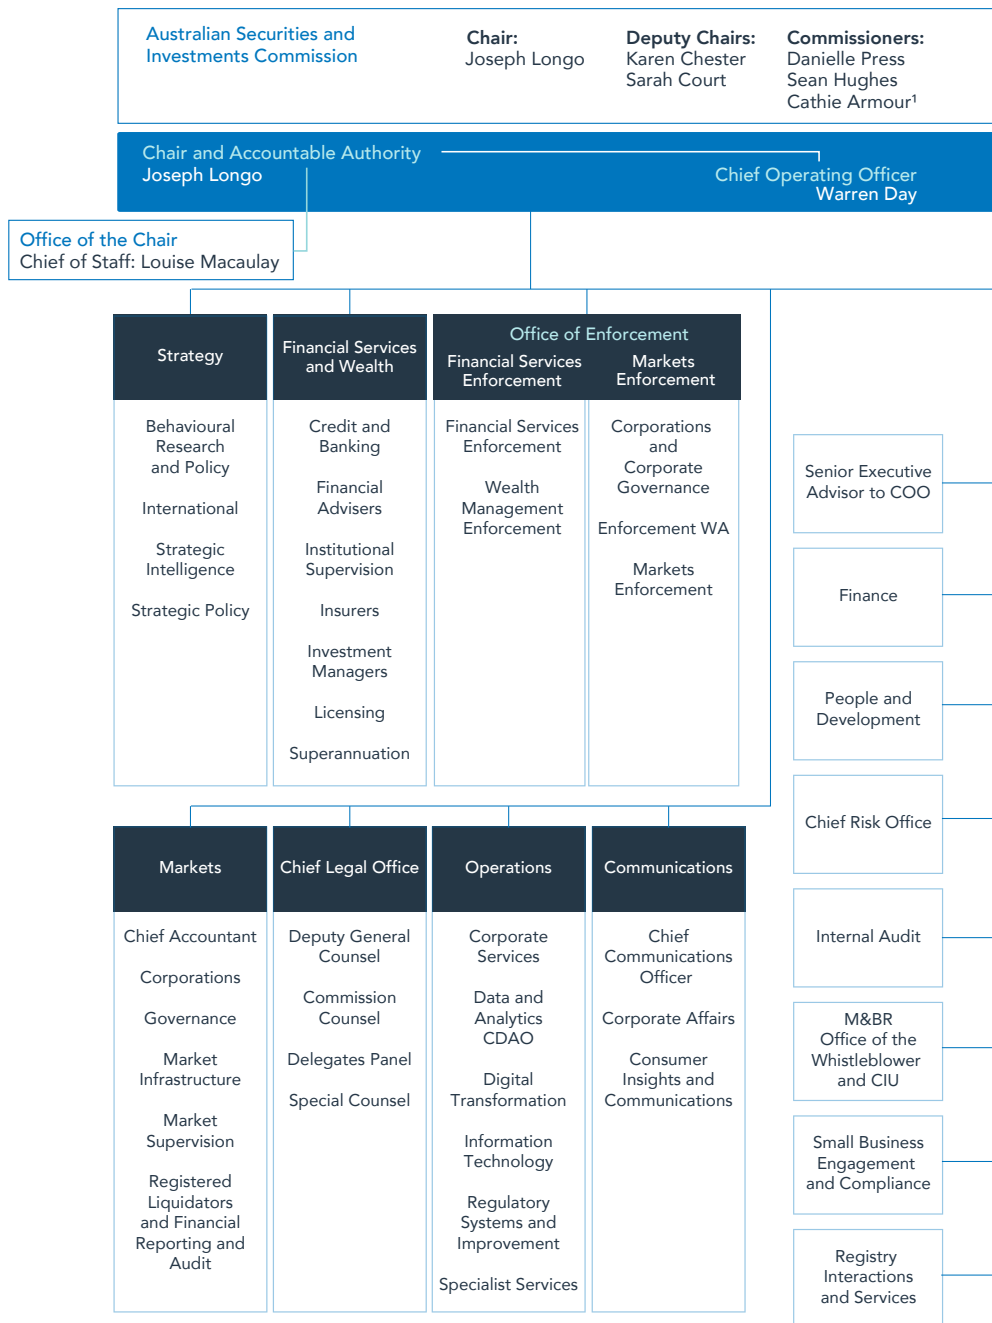 Australian Securities and
Investments Commission
Chair:
Joseph Longo
Deputy Chairs:
Karen Chester
Sarah Court
Commissioners:
Danielle Press
Sean Hughes
Cathie Armour¹
Chair and Accountable Authority
Joseph Longo
Chief Operating Officer
Warren Day
Office of the Chair
Chief of Staff: Louise Macaulay
Strategy
Behavioural
Research
and Policy
International
Strategic
Intelligence
Strategic Policy
Financial Services
and Wealth
Credit and
Banking
Financial
Advisers
Institutional
Supervision
Insurers
Investment
Managers
Licensing
Superannuation
Office of Enforcement
Financial Services
Enforcement
Financial Services
Enforcement
Wealth
Management
Enforcement
Markets
Enforcement
Corporations
and
Corporate
Governance
Enforcement WA
Markets
Enforcement
Markets
Chief Accountant
Corporations
Governance
Market
Infrastructure
Market
Supervision
Registered
Liquidators
and Financial
Reporting and
Audit
Chief Legal Office
Deputy General
Counsel
Commission
Counsel
Delegates Panel
Special Counsel
Operations
Corporate
Services
Data and
Analytics
CDAO
Digital
Transformation
Information
Technology
Regulatory
Systems and
Improvement
Specialist Services
Communications
Chief
Communications
Officer
Corporate Affairs
Consumer
Insights and
Communications
Senior Executive
Advisor to COO
Finance
People and
Development
Chief Risk Office
Internal Audit
M&BR
Office of the
Whistleblower
and CIU
Small Business
Engagement
and Compliance
Registry
Interactions
and Services